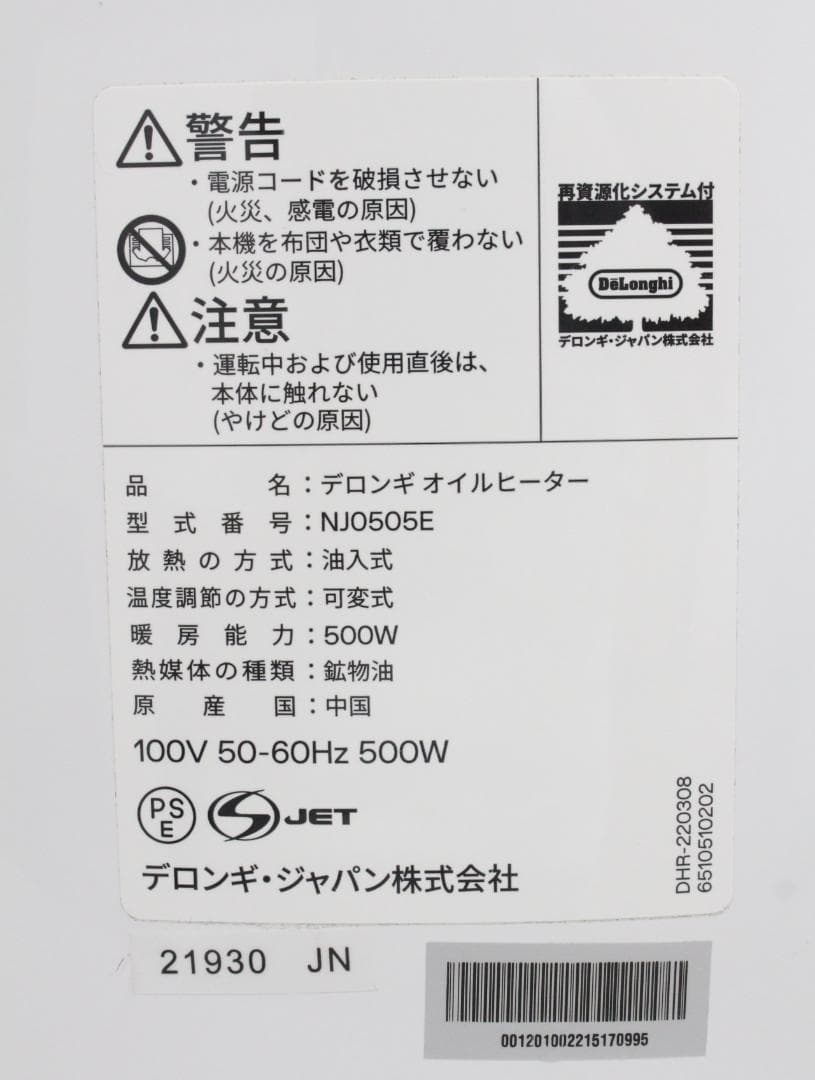 警告
・電源コードを破損させない
(火災、感電の原因)
・本機を布団や衣類で覆わない
(火災の原因)
注意
・運転中および使用直後は、
本体に触れない
(やけどの原因)
再資源化システム付
DeLonghi
デロンギ・ジャパン株式会社
品名：デロンギ オイルヒーター
型式番号：NJ0505E
放熱の方式：油入式
温度調節の方式：可変式
暖房能力：500W
熱媒体の種類：鉱物油
原産国：中国
100V 50-60Hz 500W
PS
E
JET
デロンギ・ジャパン株式会社
DHR-220308
6510510202
21930 JN
001201002215170995